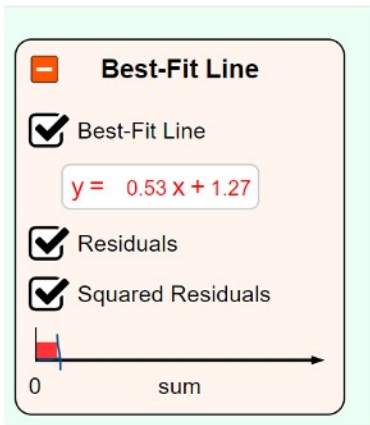 Best-Fit Line
Best-Fit Line
y = 0.53 x + 1.27
Residuals
Squared Residuals
0 sum